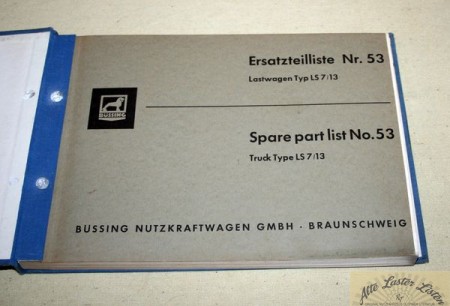 Ersatzteilliste Nr. 53
Lastwagen Typ LS 7/13
BÜSSING
Spare part list No. 53
Truck Type LS 7/13
BÜSSING NUTZKRAFTWAGEN GMBH · BRAUNSCHWEIG
Alte Laster Listen